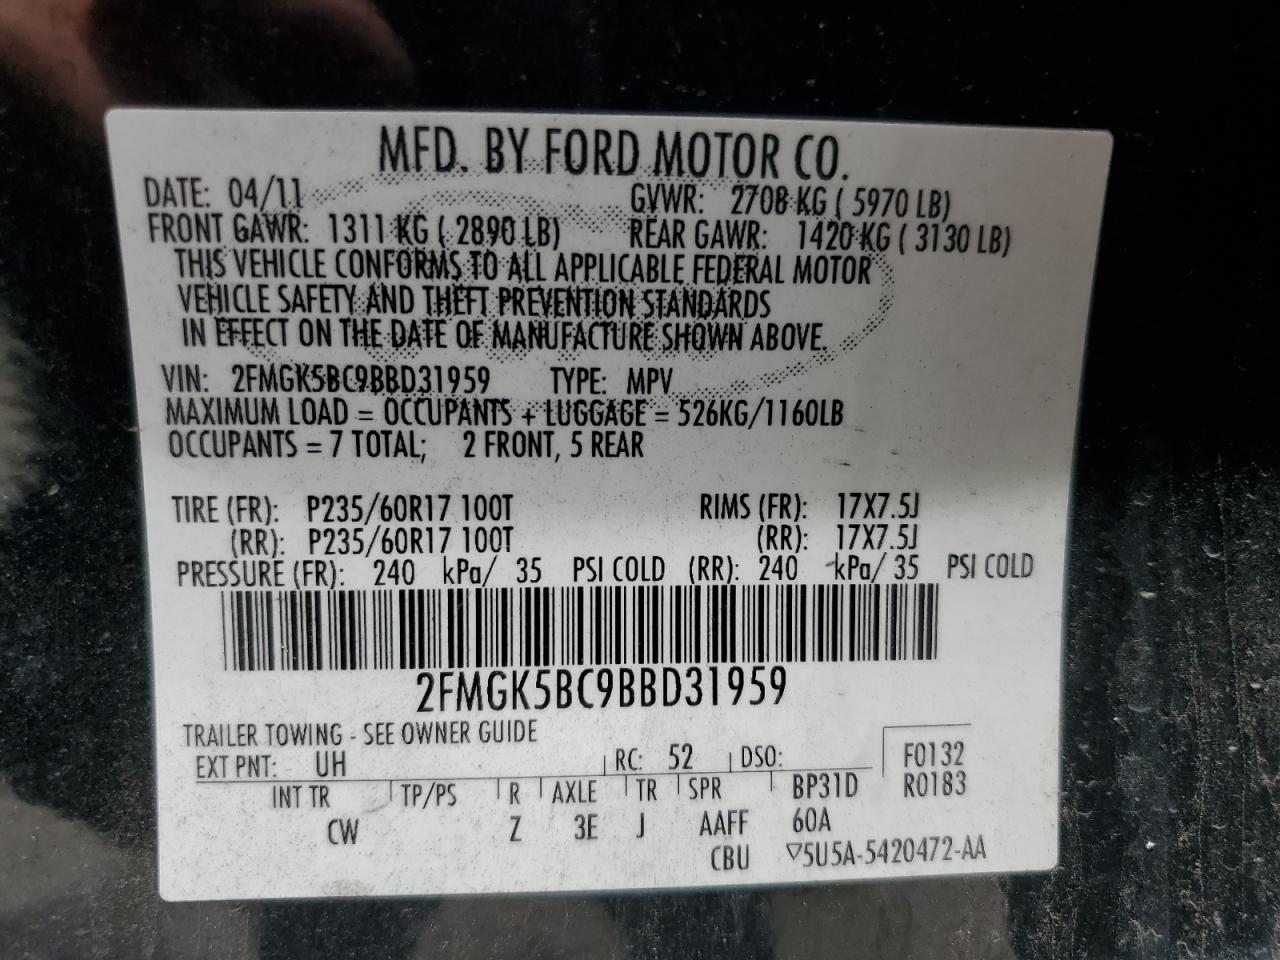 MFD. BY FORD MOTOR CO.
DATE: 04/11 GVWR: 2708 KG ( 5970 LB)
FRONT GAWR: 1311 KG ( 2890 LB) REAR GAWR: 1420 KG ( 3130 LB)
THIS VEHICLE CONFORMS TO ALL APPLICABLE FEDERAL MOTOR
VEHICLE SAFETY AND THEFT PREVENTION STANDARDS
IN EFFECT ON THE DATE OF MANUFACTURE SHOWN ABOVE.
VIN: 2FMGK5BC9BBD31959 TYPE: MPV
MAXIMUM LOAD = OCCUPANTS + LUGGAGE = 526KG/1160LB
OCCUPANTS = 7 TOTAL; 2 FRONT, 5 REAR
TIRE (FR): P235/60R17 100T RIMS (FR): 17X7.5J
(RR): P235/60R17 100T (RR): 17X7.5J
PRESSURE (FR): 240 kPa/ 35 PSI COLD (RR): 240 kPa/ 35 PSI COLD
2FMGK5BC9BBD31959
TRAILER TOWING - SEE OWNER GUIDE
EXT PNT: UH RC: 52 DSO: F0132
INT TR TP/PS R AXLE TR SPR BP31D R0183
CW Z 3E J AAFF 60A
CBU ▽5U5A-5420472-AA